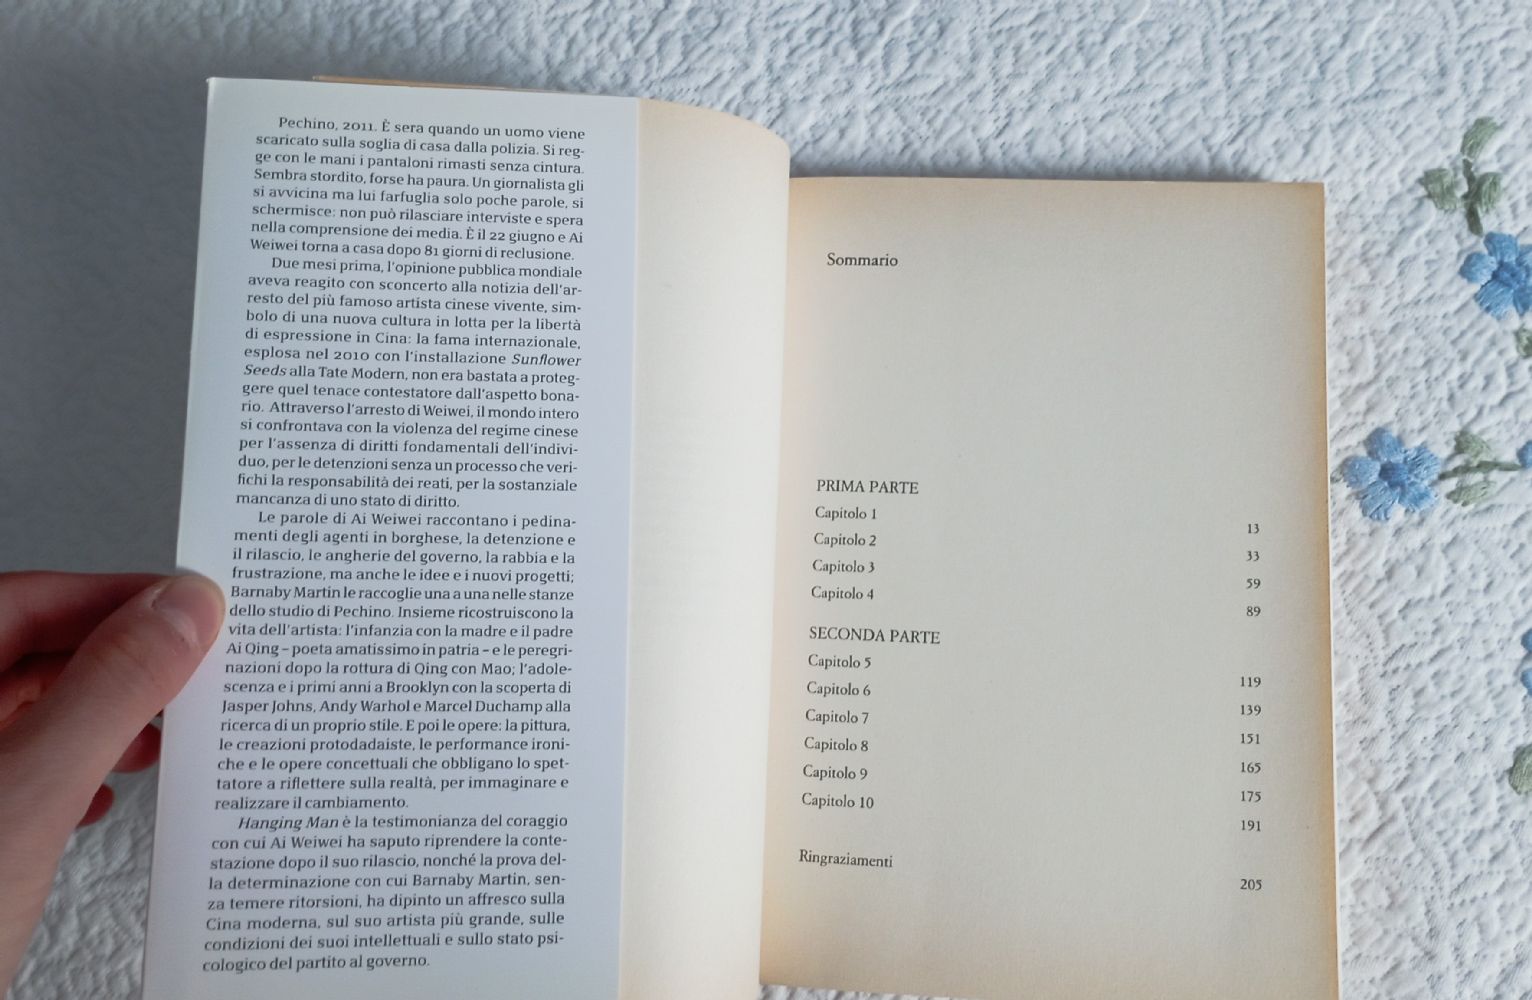 Pechino, 2011. È sera quando un uomo viene
scaricato sulla soglia di casa dalla polizia. Si reg-
ge con le mani i pantaloni rimasti senza cintura.
Sembra stordito, forse ha paura. Un giornalista gli
si avvicina ma lui farfuglia solo poche parole, si
schermisce: non può rilasciare interviste e spera
nella comprensione dei media. È il 22 giugno e Ai
Weiwei torna a casa dopo 81 giorni di reclusione.
Due mesi prima, l'opinione pubblica mondiale
aveva reagito con sconcerto alla notizia dell'ar-
resto del più famoso artista cinese vivente, sim-
bolo di una nuova cultura in lotta per la libertà
di espressione in Cina: la fama internazionale,
esplosa nel 2010 con l'installazione Sunflower
Seeds alla Tate Modern, non era bastata a proteg-
gere quel tenace contestatore dall'aspetto bona-
rio. Attraverso l'arresto di Weiwei, il mondo intero
si confrontava con la violenza del regime cinese
per l'assenza di diritti fondamentali dell'indivi-
duo, per le detenzioni senza un processo che veri-
fichi la responsabilità dei reati, per la sostanziale
mancanza di uno stato di diritto.
Le parole di Ai Weiwei raccontano i pedina-
menti degli agenti in borghese, la detenzione e
il rilascio, le angherie del governo, la rabbia e la
frustrazione, ma anche le idee e i nuovi progetti;
Barnaby Martin le raccoglie una a una nelle stanze
dello studio di Pechino. Insieme ricostruiscono la
vita dell'artista: l'infanzia con la madre e il padre
Ai Qing – poeta amatissimo in patria – e le peregri-
nazioni dopo la rottura di Qing con Mao; l'adole-
scenza e i primi anni a Brooklyn con la scoperta di
Jasper Johns, Andy Warhol e Marcel Duchamp alla
ricerca di un proprio stile. E poi le opere: la pittura,
le creazioni protodadaiste, le performance ironi-
che e le opere concettuali che obbligano lo spet-
tatore a riflettere sulla realtà, per immaginare e
realizzare il cambiamento.
Hanging Man è la testimonianza del coraggio
con cui Ai Weiwei ha saputo riprendere la conte-
stazione dopo il suo rilascio, nonché la prova del-
la determinazione con cui Barnaby Martin, sen-
za temere ritorsioni, ha dipinto un affresco sulla
Cina moderna, sul suo artista più grande, sulle
condizioni dei suoi intellettuali e sullo stato psi-
cologico del partito al governo.
Sommario
PRIMA PARTE
Capitolo 1 13
Capitolo 2 33
Capitolo 3 59
Capitolo 4 89
SECONDA PARTE
Capitolo 5 119
Capitolo 6 139
Capitolo 7 151
Capitolo 8 165
Capitolo 9 175
Capitolo 10 191
Ringraziamenti 205